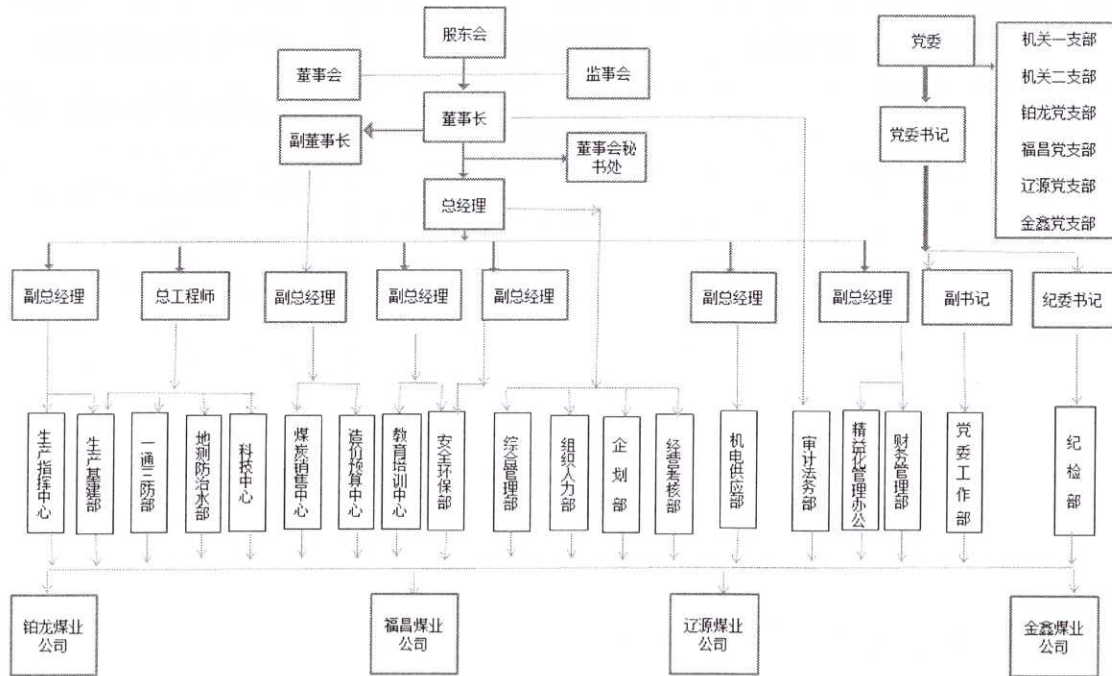 股东会
董事会
监事会
董事长
副董事长
董事会秘
书处
总经理
党委
党委书记
机关一支部
机关二支部
铂龙党支部
福昌党支部
辽源党支部
金鑫党支部
副总经理
总工程师
副总经理
副总经理
副总经理
副总经理
副总经理
副书记
纪委书记
生产指挥中心
生产基建部
一通三防部
地测防治水部
科技中心
煤炭销售中心
造价预算中心
教育培训中心
安全环保部
综合管理部
组织人力部
企划部
经营考核部
机电供应部
审计法务部
精益化管理办公
财务管理部
党委工作部
纪检部
铂龙煤业
公司
福昌煤业
公司
辽源煤业
公司
金鑫煤业
公司